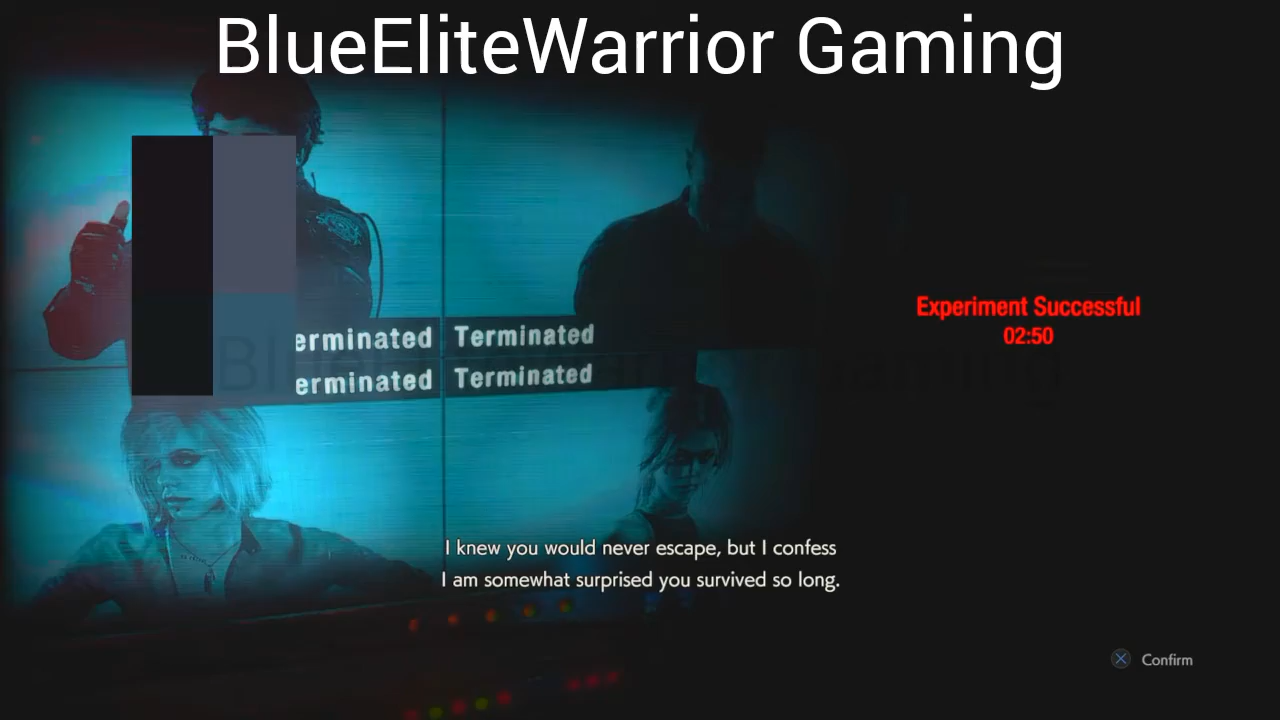 BlueEliteWarrior Gaming
erminated Terminated
erminated Terminated
Experiment Successful
02:50
I knew you would never escape, but I confess
I am somewhat surprised you survived so long.
Confirm